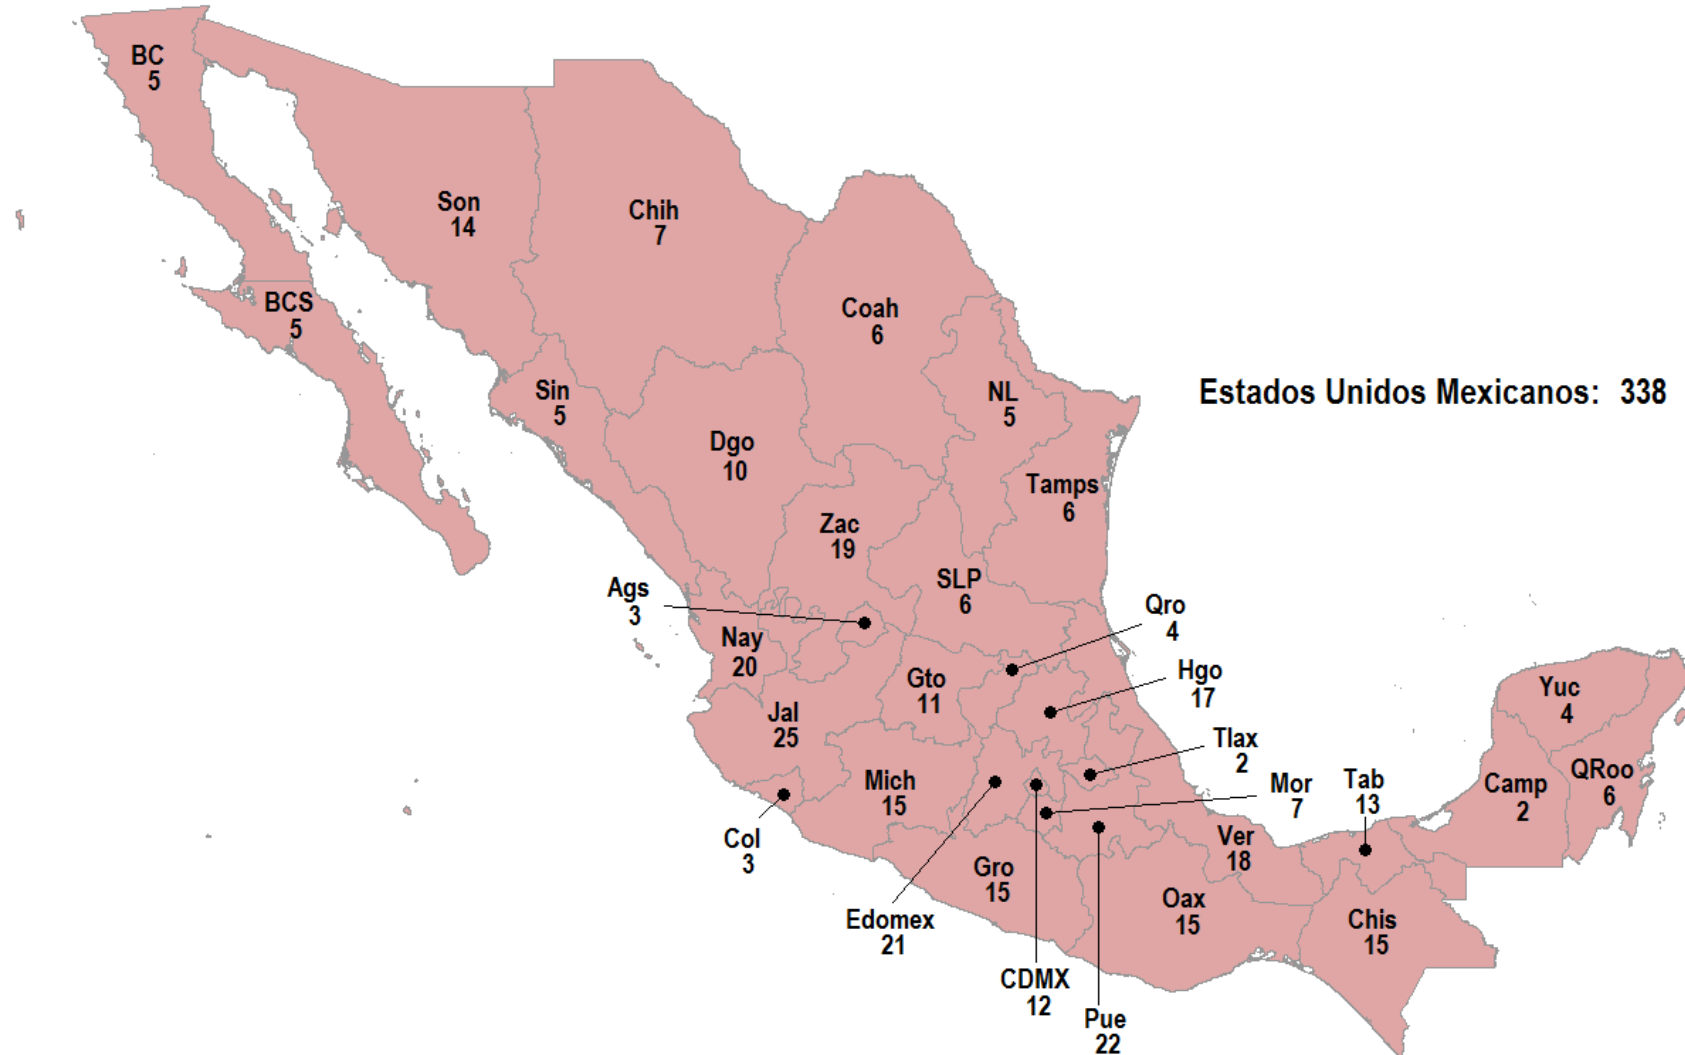 BC
5
Son
14
Chih
7
BCS
5
Coah
6
Sin
5
NL
5
Estados Unidos Mexicanos: 338
Dgo
10
Tamps
6
Zac
19
SLP
6
Ags
3
Qro
4
Nay
20
Gto
11
Hgo
17
Yuc
4
Jal
25
Tlax
2
Mich
15
Mor
7
Tab
13
Camp
2
QRoo
6
Col
3
Ver
18
Gro
15
Oax
15
Edomex
21
Chis
15
CDMX
12
Pue
22